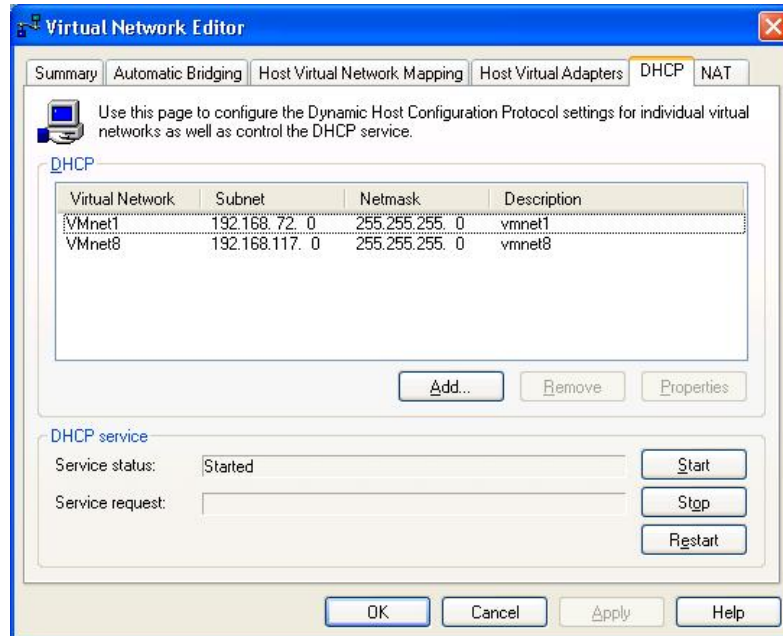 Virtual Network Editor
Summary Automatic Bridging Host Virtual Network Mapping Host Virtual Adapters DHCP NAT
Use this page to configure the Dynamic Host Configuration Protocol settings for individual virtual
networks as well as control the DHCP service.
DHCP
Virtual Network Subnet Netmask Description
VMnet1 192.168. 72. 0 255.255.255. 0 vmnet1
VMnet8 192.168.117. 0 255.255.255. 0 vmnet8
Add... Remove Properties
DHCP service
Service status: Started Start
Service request: Stop
Restart
OK Cancel Apply Help